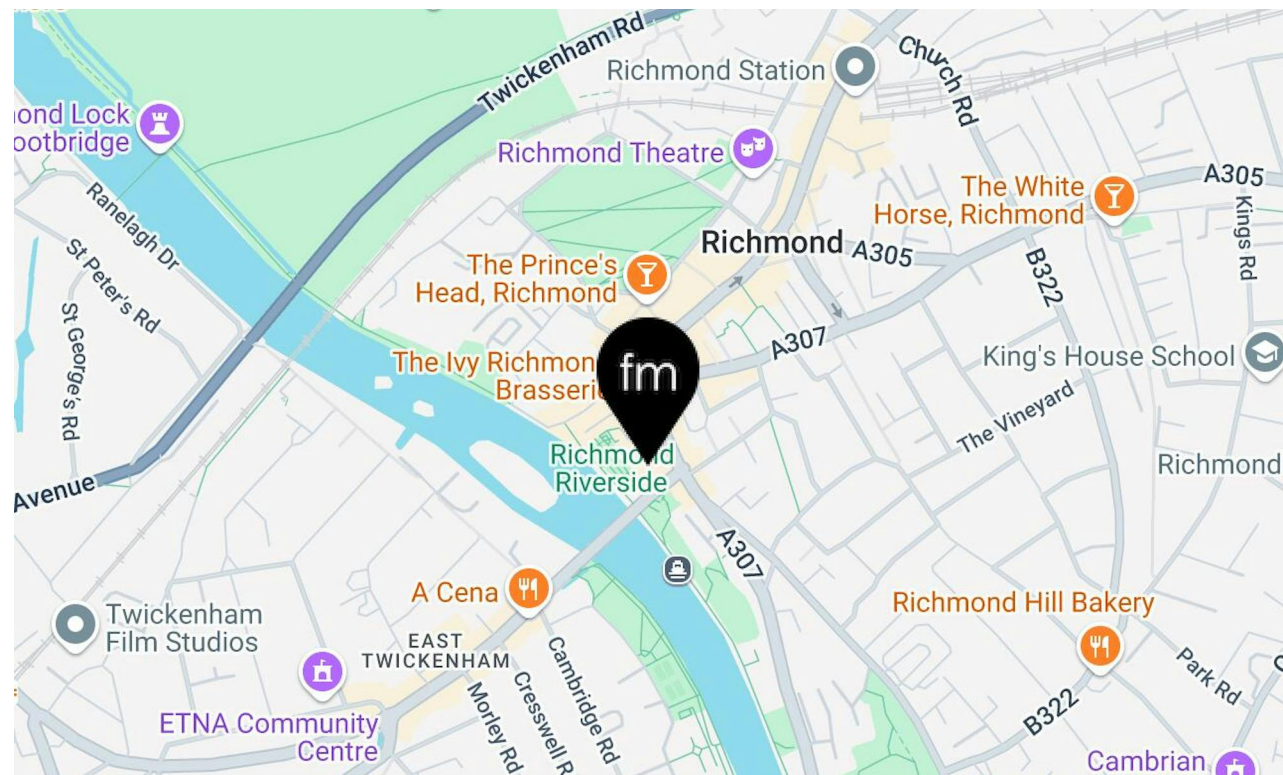 Twickenham Rd
Church Rd
Richmond Station
ond Lock
ootbridge
Richmond Theatre
A305
The White
Horse, Richmond
Ranelagh Dr
Kings Rd
St Peter's Rd
Richmond
A305
B322
The Prince's
Head, Richmond
St George's Rd
A307
King's House School
The Ivy Richmon
Brasserie
fm
The Vineyard
Richmond
Riverside
Richmond
Avenue
A307
A Cena
Richmond Hill Bakery
Twickenham
Film Studios
EAST
TWICKENHAM
Cambridge Rd
Cresswell R
Morley Rd
Park Rd
B322
ETNA Community
Centre
Cambrian